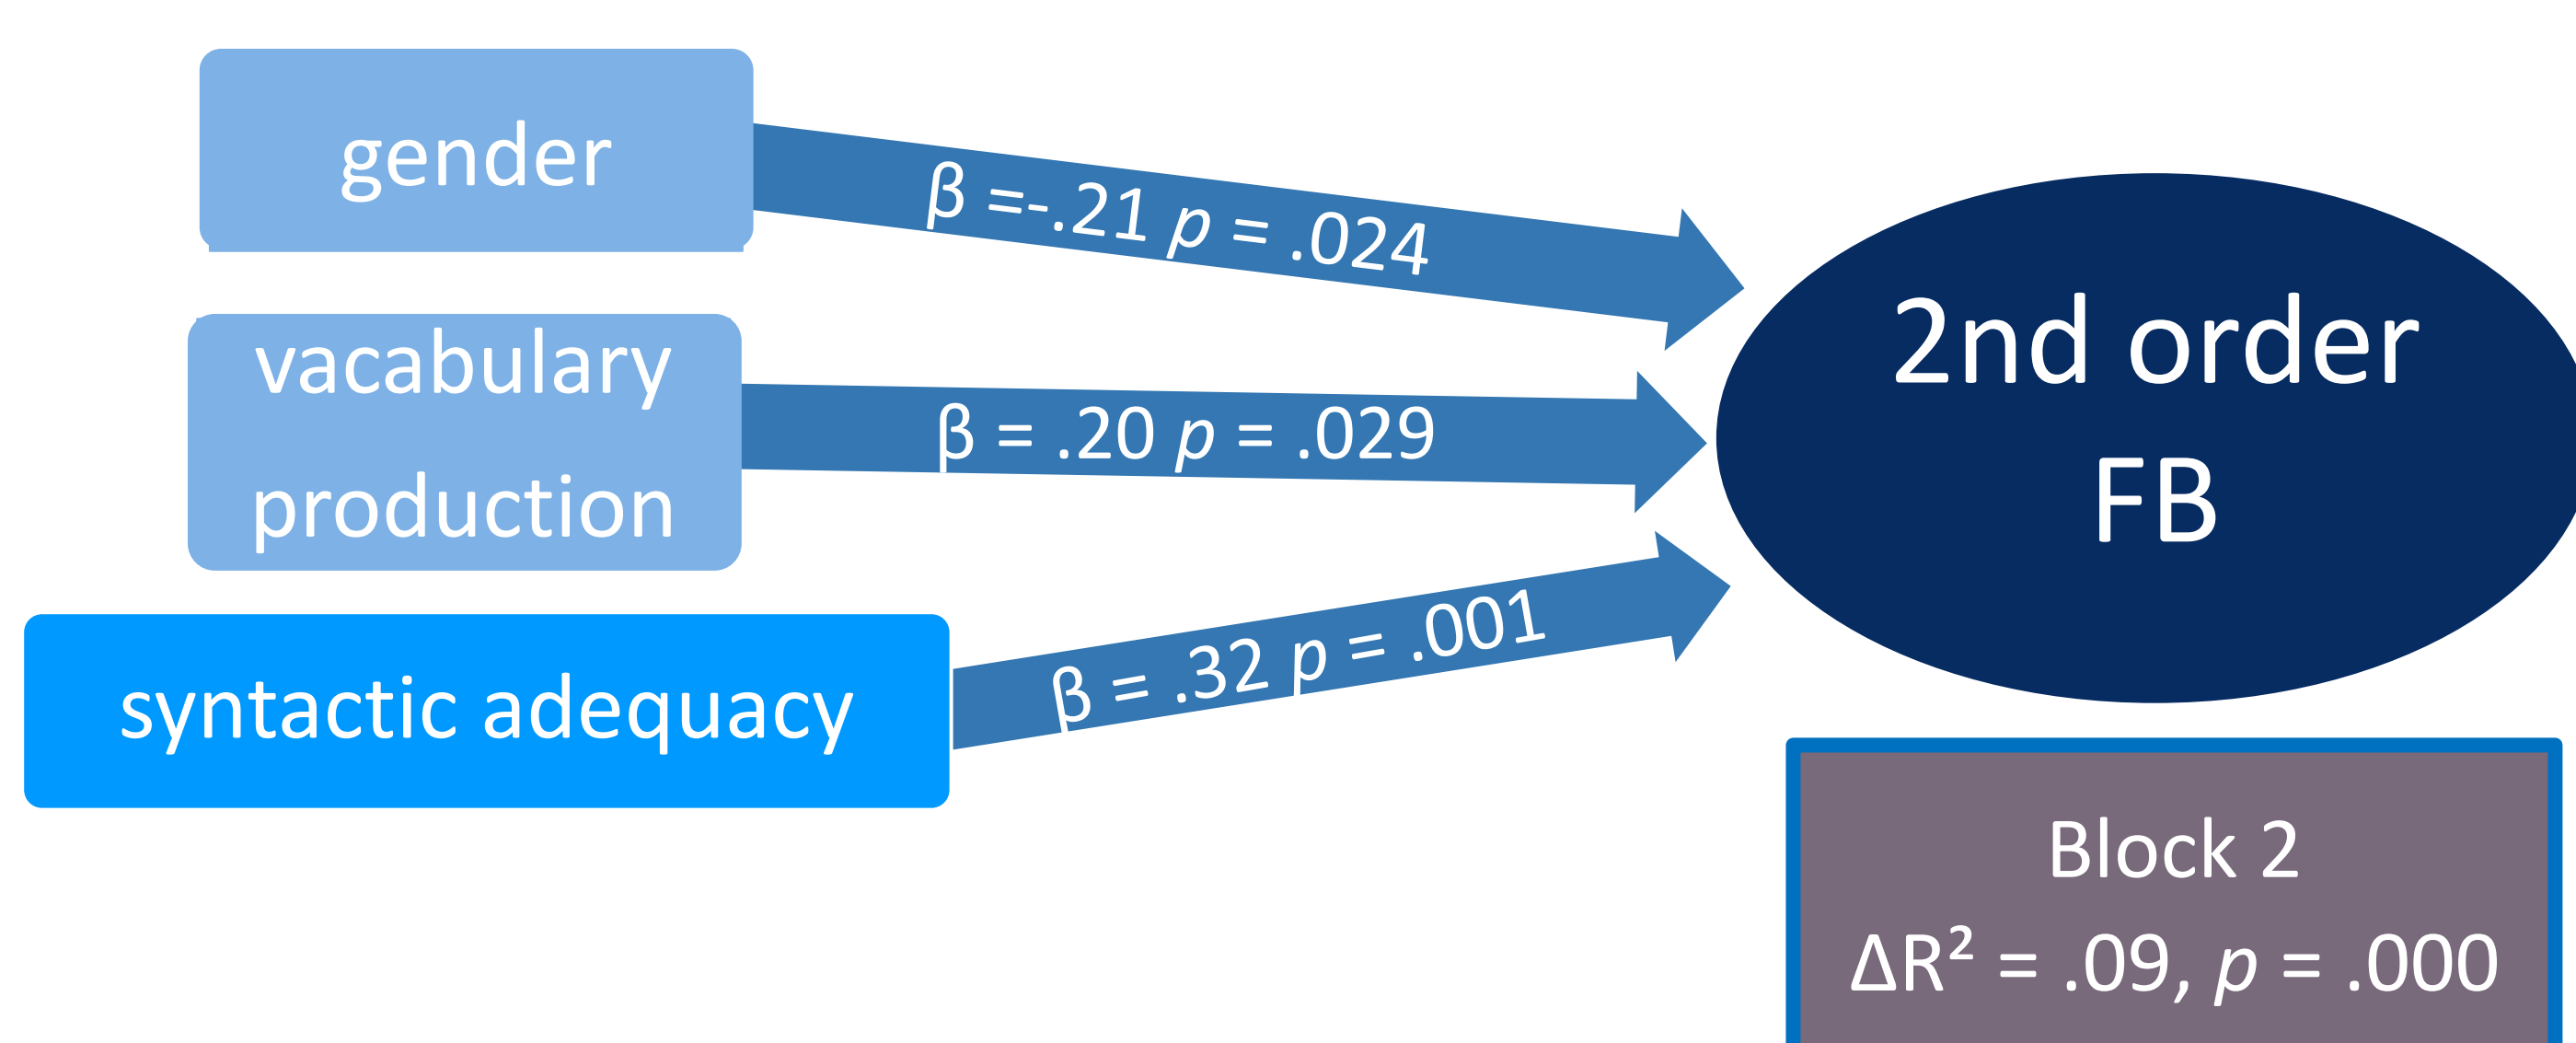 gender
β =-.21 p = .024
vacabulary
production
β = .20 p = .029
syntactic adequacy
β = .32 p = .001
2nd order
FB
Block 2
ΔR² = .09, p = .000